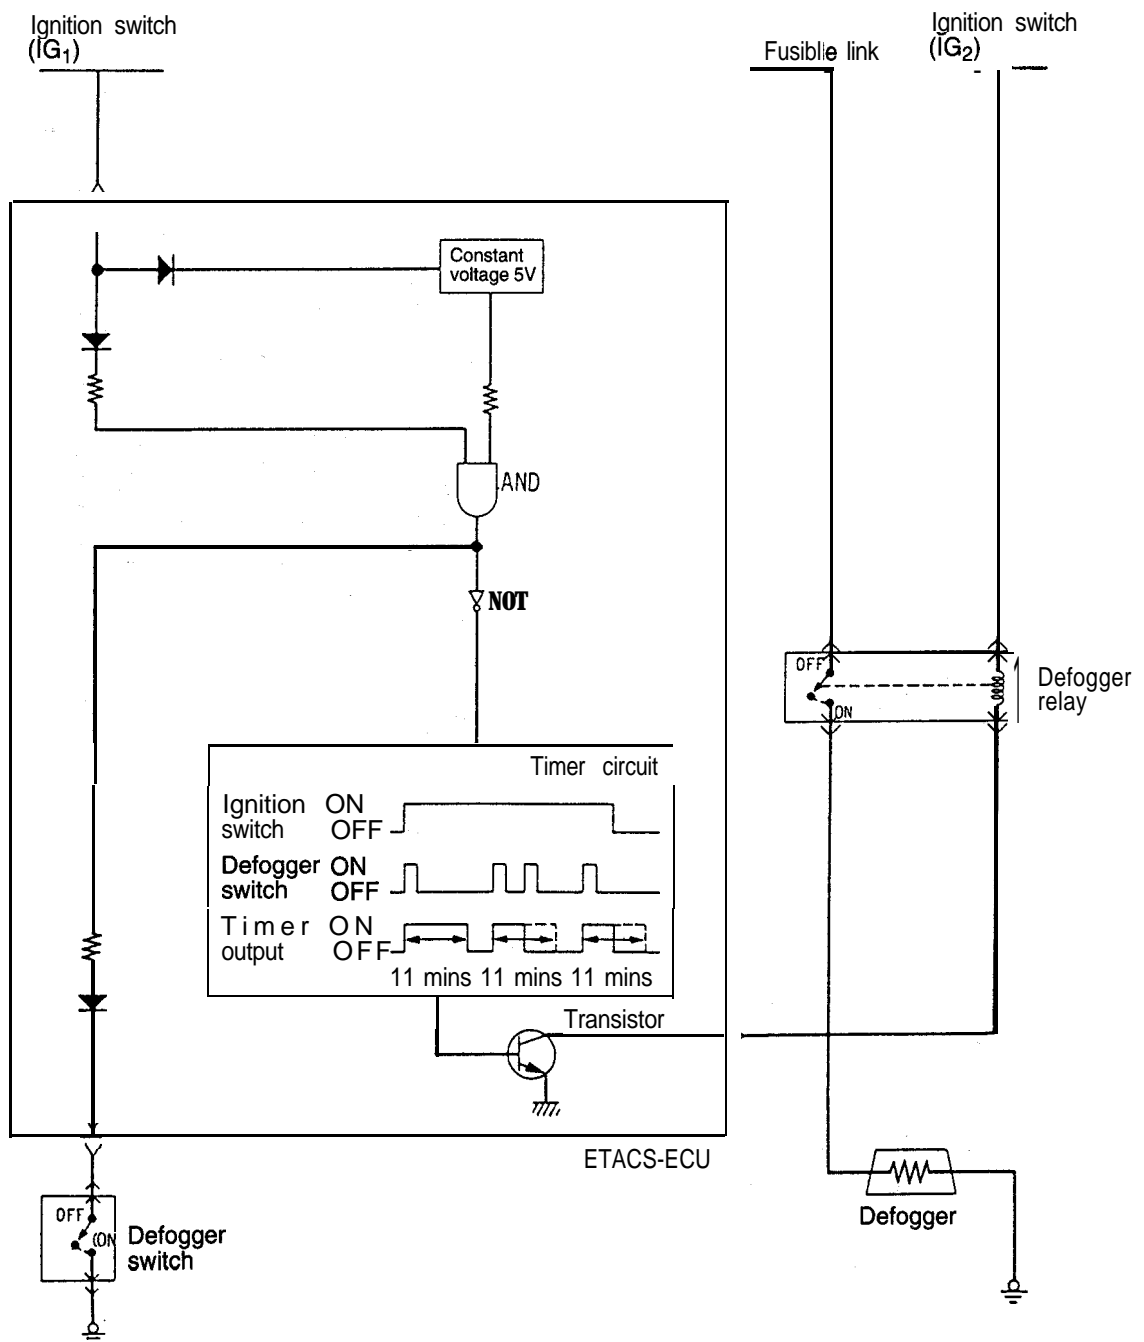 Ignition switch
(IG₁)
Fusible link
Ignition switch
(IG₂)
Constant
voltage 5V
AND
NOT
OFF
ON
Defogger
relay
Timer circuit
Ignition ON
switch OFF
Defogger ON
switch OFF
Timer ON
output OFF
11 mins 11 mins 11 mins
Transistor
ETACS-ECU
OFF
(ON
Defogger
switch
Defogger